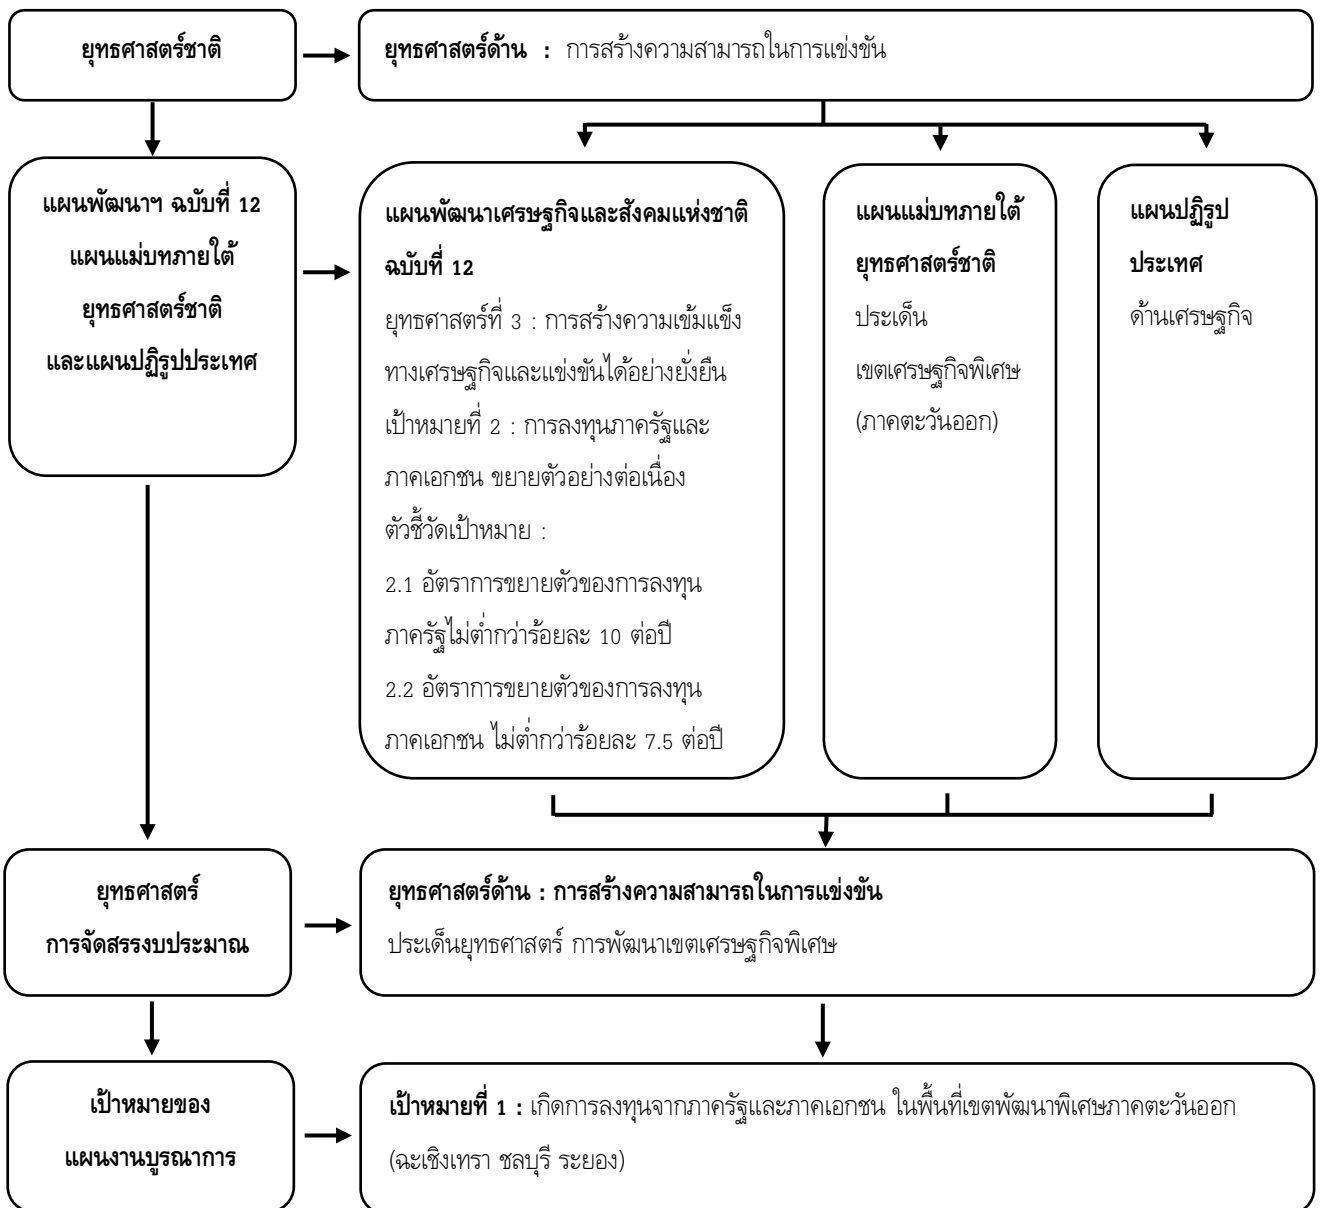 ยุทธศาสตร์ชาติ
ยุทธศาสตร์ด้าน : การสร้างความสามารถในการแข่งขัน
แผนพัฒนาฯ ฉบับที่ 12
แผนแม่บทภายใต้
ยุทธศาสตร์ชาติ
และแผนปฏิรูปประเทศ
แผนพัฒนาเศรษฐกิจและสังคมแห่งชาติ
ฉบับที่ 12
ยุทธศาสตร์ที่ 3 : การสร้างความเข้มแข็ง
ทางเศรษฐกิจและแข่งขันได้อย่างยั่งยืน
เป้าหมายที่ 2 : การลงทุนภาครัฐและ
ภาคเอกชน ขยายตัวอย่างต่อเนื่อง
ตัวชี้วัดเป้าหมาย :
2.1 อัตราการขยายตัวของการลงทุน
ภาครัฐไม่ต่ำกว่าร้อยละ 10 ต่อปี
2.2 อัตราการขยายตัวของการลงทุน
ภาคเอกชน ไม่ต่ำกว่าร้อยละ 7.5 ต่อปี
แผนแม่บทภายใต้
ยุทธศาสตร์ชาติ
ประเด็น
เขตเศรษฐกิจพิเศษ
(ภาคตะวันออก)
แผนปฏิรูป
ประเทศ
ด้านเศรษฐกิจ
ยุทธศาสตร์
การจัดสรรงบประมาณ
ยุทธศาสตร์ด้าน : การสร้างความสามารถในการแข่งขัน
ประเด็นยุทธศาสตร์ การพัฒนาเขตเศรษฐกิจพิเศษ
เป้าหมายของ
แผนงานบูรณาการ
เป้าหมายที่ 1 : เกิดการลงทุนจากภาครัฐและภาคเอกชน ในพื้นที่เขตพัฒนาพิเศษภาคตะวันออก
(ฉะเชิงเทรา ชลบุรี ระยอง)